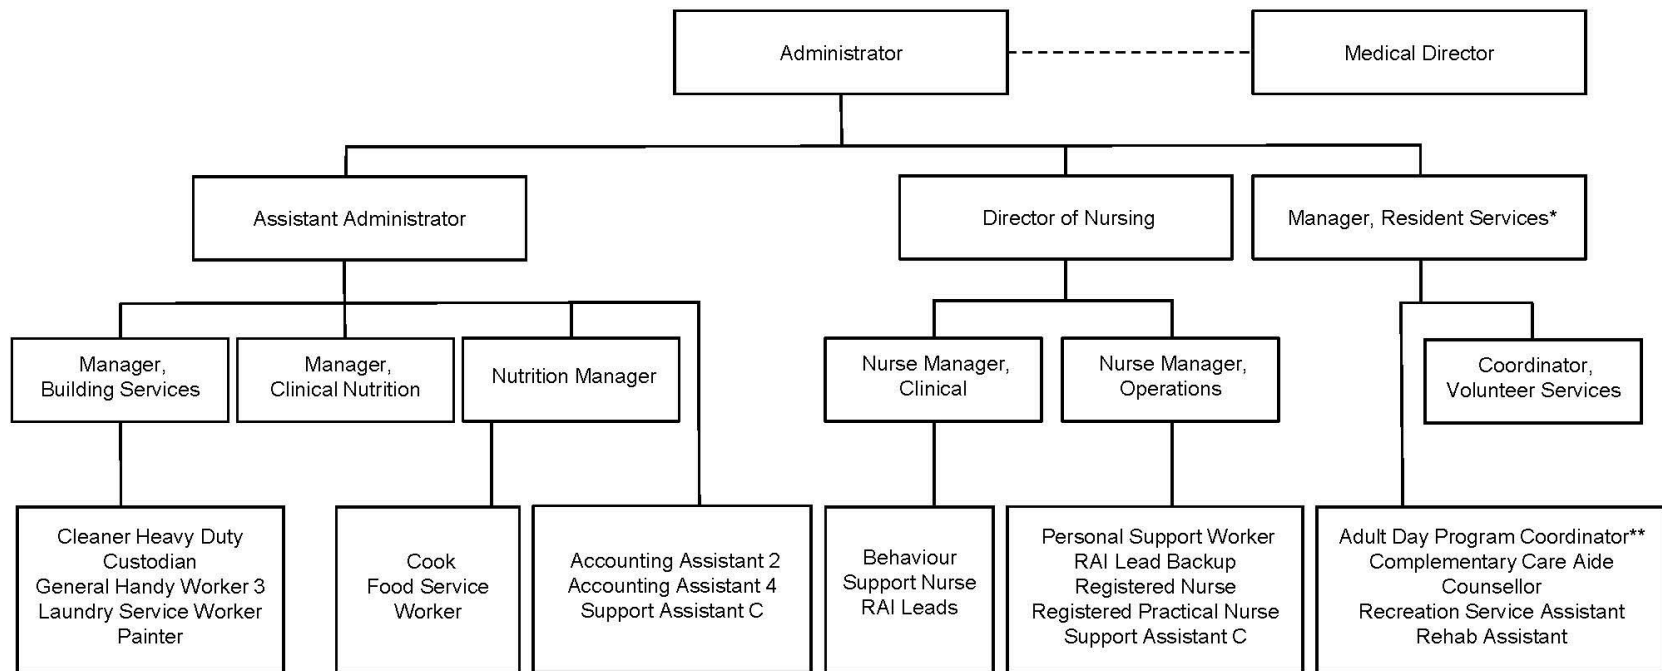 Administrator
Medical Director
Assistant Administrator
Director of Nursing
Manager, Resident Services*
Manager,
Building Services
Manager,
Clinical Nutrition
Nutrition Manager
Nurse Manager,
Clinical
Nurse Manager,
Operations
Coordinator,
Volunteer Services
Cleaner Heavy Duty
Custodian
General Handy Worker 3
Laundry Service Worker
Painter
Cook
Food Service
Worker
Accounting Assistant 2
Accounting Assistant 4
Support Assistant C
Behaviour
Support Nurse
RAI Leads
Personal Support Worker
RAI Lead Backup
Registered Nurse
Registered Practical Nurse
Support Assistant C
Adult Day Program Coordinator**
Complementary Care Aide
Counsellor
Recreation Service Assistant
Rehab Assistant